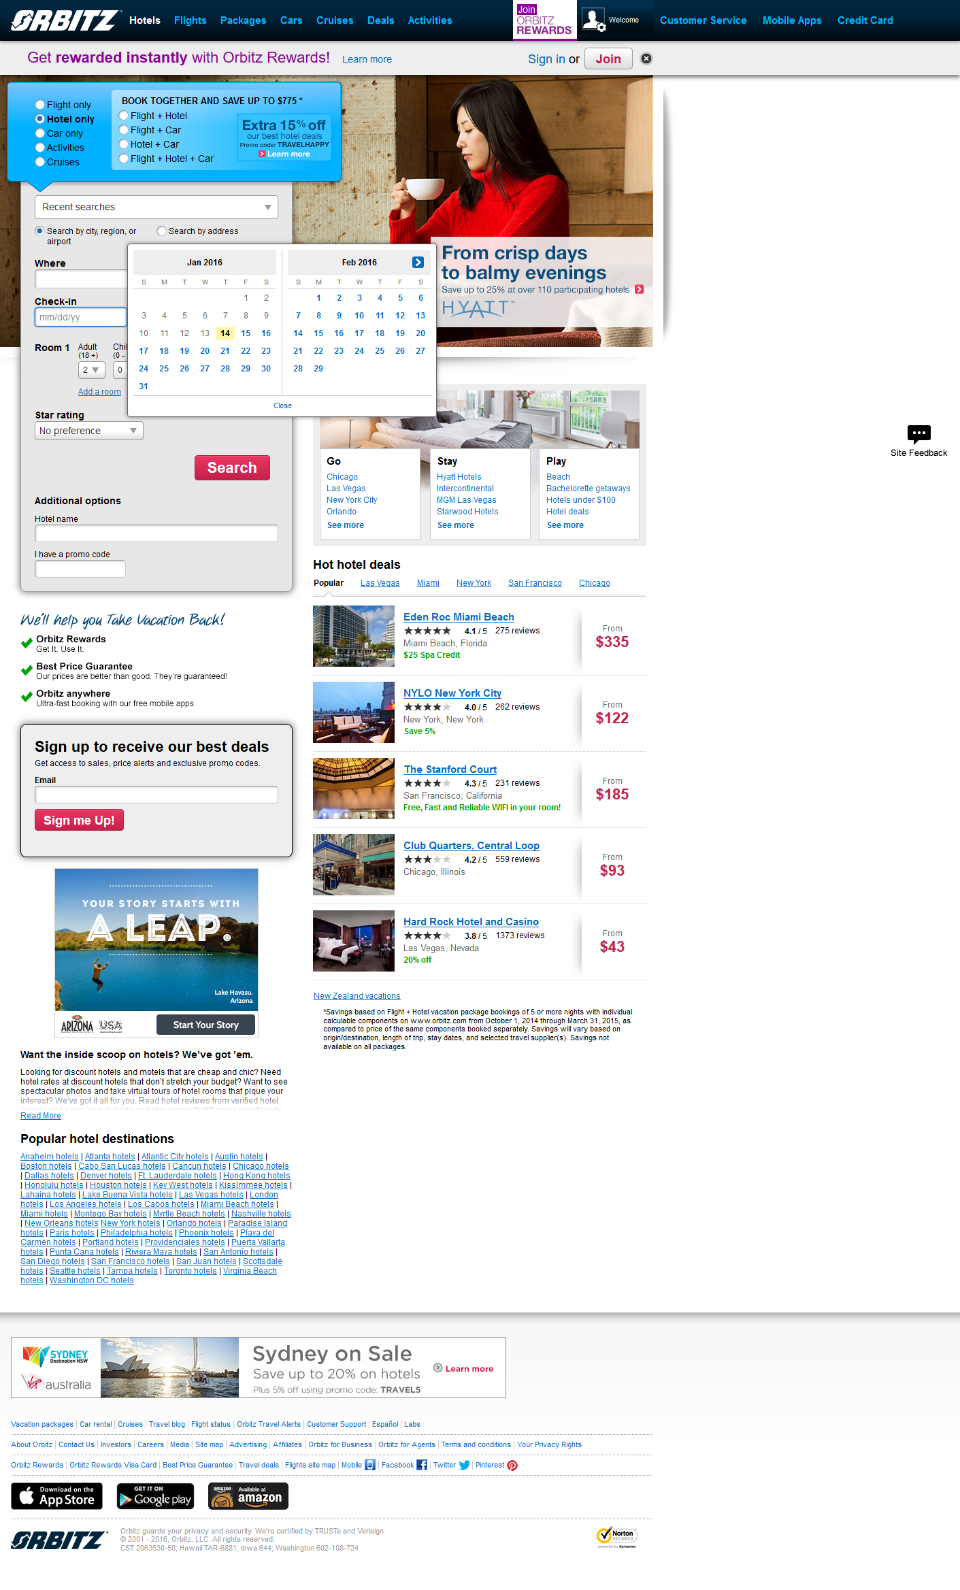 ORBITZ
Hotels Flights Packages Cars Cruises Deals Activities
Join
ORBITZ
REWARDS
Welcome
Customer Service Mobile Apps Credit Card
Get rewarded instantly with Orbitz Rewards! Learn more
Sign in or Join
Flight only
Hotel only
Car only
Activities
Cruises
BOOK TOGETHER AND SAVE UP TO $775 *
Flight + Hotel
Flight + Car
Hotel + Car
Flight + Hotel + Car
Extra 15% off
our best hotel deals
Promo code: TRAVELHAPPY
Learn more
Recent searches
Search by city, region, or
airport
Search by address
Where
Check-in
mm/dd/yy
Room 1 Adult
(18 +)
Chi
(0 -
2
0
Add a room
Jan 2016
S M T W T F S
1 2
3 4 5 6 7 8 9
10 11 12 13 14 15 16
17 18 19 20 21 22 23
24 25 26 27 28 29 30
31
Feb 2016
S M T W T F S
1 2 3 4 5 6
7 8 9 10 11 12 13
14 15 16 17 18 19 20
21 22 23 24 25 26 27
28 29
Close
From crisp days
to balmy evenings
Save up to 25% at over 110 participating hotels
HYATT
Star rating
No preference
Search
Additional options
Hotel name
I have a promo code
Go
Chicago
Las Vegas
New York City
Orlando
See more
Stay
Hyatt Hotels
Intercontinental
MGM Las Vegas
Starwood Hotels
See more
Play
Beach
Bachelorette getaways
Hotels under $100
Hotel deals
See more
Site Feedback
Hot hotel deals
Popular Las Vegas Miami New York San Francisco Chicago
Eden Roc Miami Beach
4.1 / 5 275 reviews
Miami Beach, Florida
$25 Spa Credit
From
$335
NYLO New York City
4.0 / 5 262 reviews
New York, New York
Save 5%
From
$122
The Stanford Court
4.3 / 5 231 reviews
San Francisco, California
Free, Fast and Reliable WIFI in your room!
From
$185
Club Quarters, Central Loop
4.2 / 5 559 reviews
Chicago, Illinois
From
$93
Hard Rock Hotel and Casino
3.8 / 5 1373 reviews
Las Vegas, Nevada
20% off
From
$43
New Zealand vacations
*Savings based on Flight + Hotel vacation package bookings of 5 or more nights with individual
calculable components on www.orbitz.com from October 1, 2014 through March 31, 2015, as
compared to price of the same components booked separately. Savings will vary based on
origin/destination, length of trip, stay dates, and selected travel supplier(s). Savings not
available on all packages.
We'll help you Take Vacation Back!
Orbitz Rewards
Get It. Use It.
Best Price Guarantee
Our prices are better than good. They're guaranteed!
Orbitz anywhere
Ultra-fast booking with our free mobile apps.
Sign up to receive our best deals
Get access to sales, price alerts and exclusive promo codes.
Email
Sign me Up!
YOUR STORY STARTS WITH
A LEAP.
Lake Havasu,
Arizona
ARIZONA
USA
Start Your Story
Want the inside scoop on hotels? We've got 'em.
Looking for discount hotels and motels that are cheap and chic? Need
hotel rates at discount hotels that don't stretch your budget? Want to see
spectacular photos and take virtual tours of hotel rooms that pique your
interest? We've got it all for you. Read hotel reviews from verified hotel
Read More
Popular hotel destinations
Anaheim hotels | Atlanta hotels | Atlantic City hotels | Austin hotels |
Boston hotels | Cabo San Lucas hotels | Cancun hotels | Chicago hotels
| Dallas hotels | Denver hotels | Ft. Lauderdale hotels | Hong Kong hotels
| Honolulu hotels | Houston hotels | Key West hotels | Kissimmee hotels |
Lahaina hotels | Lake Buena Vista hotels | Las Vegas hotels | London
hotels | Los Angeles hotels | Los Cabos hotels | Miami Beach hotels |
Miami hotels | Montego Bay hotels | Myrtle Beach hotels | Nashville hotels
| New Orleans hotels New York hotels | Orlando hotels | Paradise Island
hotels | Paris hotels | Philadelphia hotels | Phoenix hotels | Playa del
Carmen hotels | Portland hotels | Providenciales hotels | Puerto Vallarta
hotels | Punta Cana hotels | Riviera Maya hotels | San Antonio hotels |
San Diego hotels | San Francisco hotels | San Juan hotels | Scottsdale
hotels | Seattle hotels | Tampa hotels | Toronto hotels | Virginia Beach
hotels | Washington DC hotels
SYDNEY
Destination NSW
Virgin australia
Sydney on Sale
Save up to 20% on hotels
Plus 5% off using promo code: TRAVEL5
Learn more
Vacation packages | Car rental | Cruises | Travel blog | Flight status | Orbitz Travel Alerts | Customer Support | Español | Labs
About Orbitz | Contact Us | Investors | Careers | Media | Site map | Advertising | Affiliates | Orbitz for Business | Orbitz for Agents | Terms and conditions | Your Privacy Rights
Orbitz Rewards | Orbitz Rewards Visa Card | Best Price Guarantee | Travel deals | Flights site map | Mobile | Facebook | Twitter | Pinterest
Download on the
App Store
GET IT ON
Google play
Available at
amazon
ORBITZ
Orbitz guards your privacy and security. We're certified by TRUSTe and Verisign.
© 2001 - 2016, Orbitz, LLC. All rights reserved.
CST 2063530-50; Hawaii TAR-6881; Iowa 644; Washington 602-108-724
Norton
SECURED
powered by Symantec